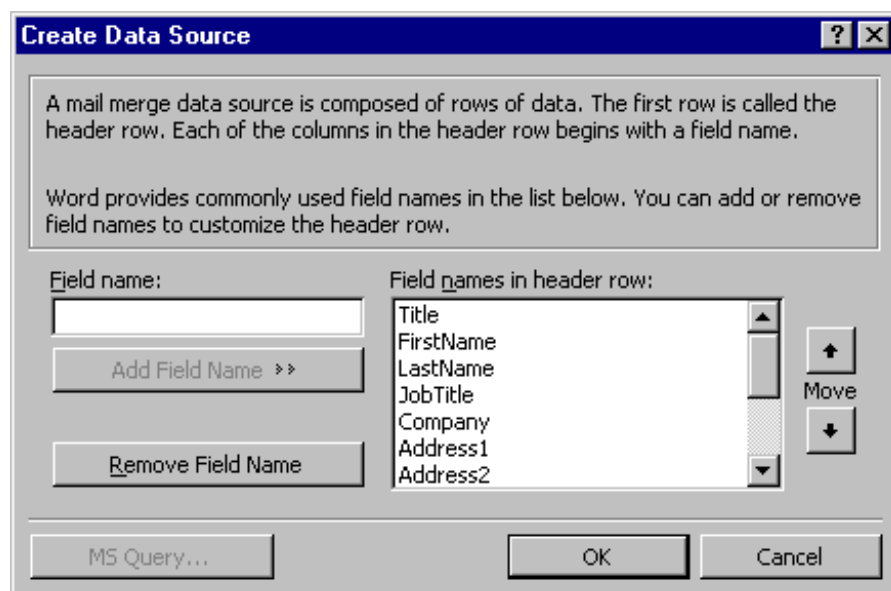 Create Data Source
A mail merge data source is composed of rows of data. The first row is called the
header row. Each of the columns in the header row begins with a field name.
Word provides commonly used field names in the list below. You can add or remove
field names to customize the header row.
Field name:
Field names in header row:
Title
FirstName
LastName
JobTitle
Company
Address1
Address2
Add Field Name >>
Remove Field Name
Move
MS Query...
OK
Cancel